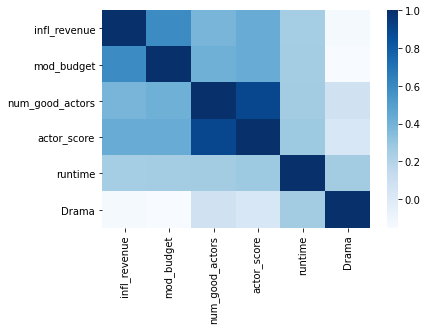 infl_revenue
mod_budget
num_good_actors
actor_score
runtime
Drama
infl_revenue
mod_budget
num_good_actors
actor_score
runtime
Drama
1.0
0.8
0.6
0.4
0.2
0.0